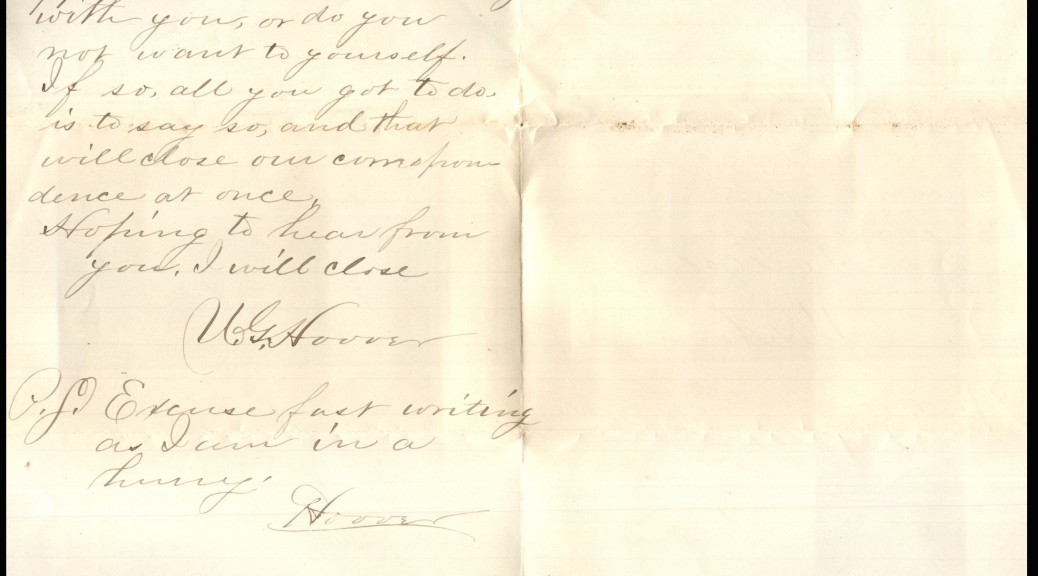 with you, or do you
not want to yourself.
If so, all you got to do
is to say so, and that
will close our correspon
dence at once.
Hoping to hear from
you, I will close
U.G. Hoover
P.S. Excuse fast writing
as I am in a
hurry.
Hoover